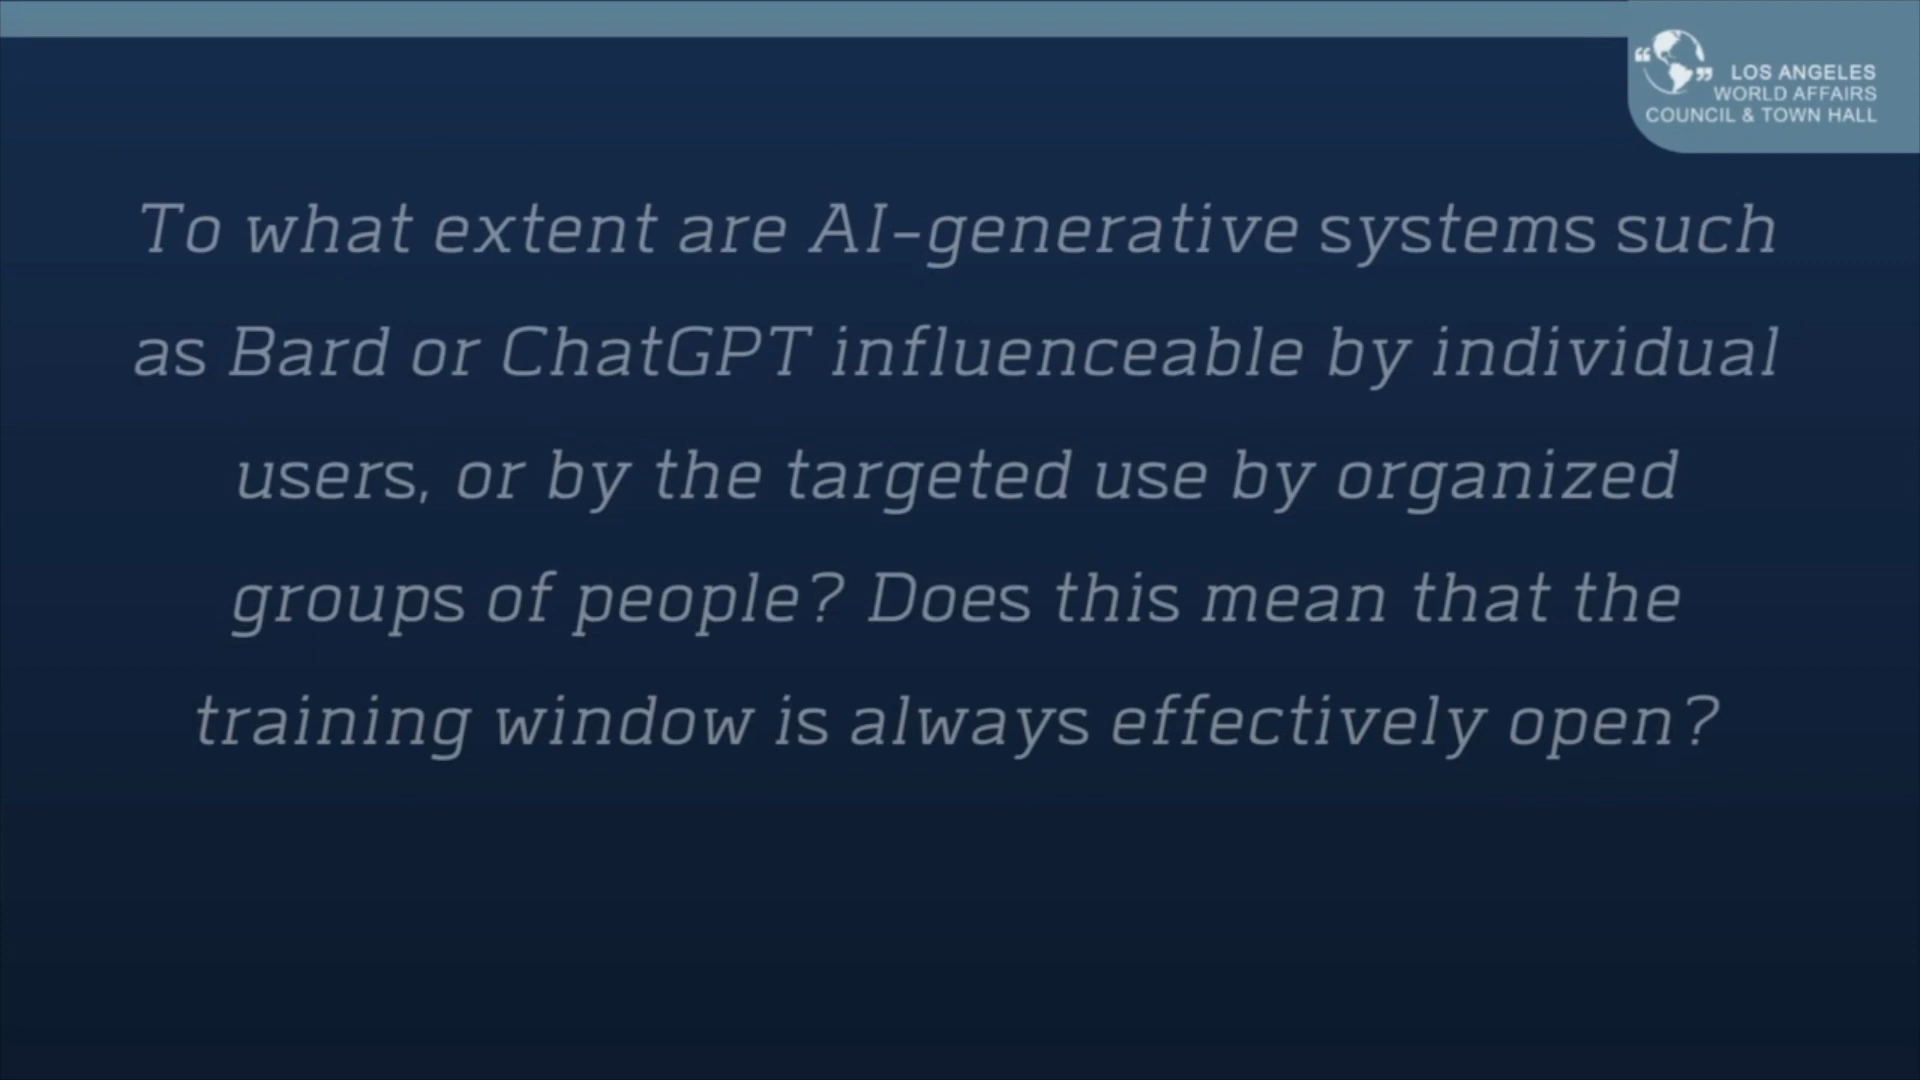 LOS ANGELES
WORLD AFFAIRS
COUNCIL & TOWN HALL
To what extent are AI-generative systems such
as Bard or ChatGPT influenceable by individual
users, or by the targeted use by organized
groups of people? Does this mean that the
training window is always effectively open?